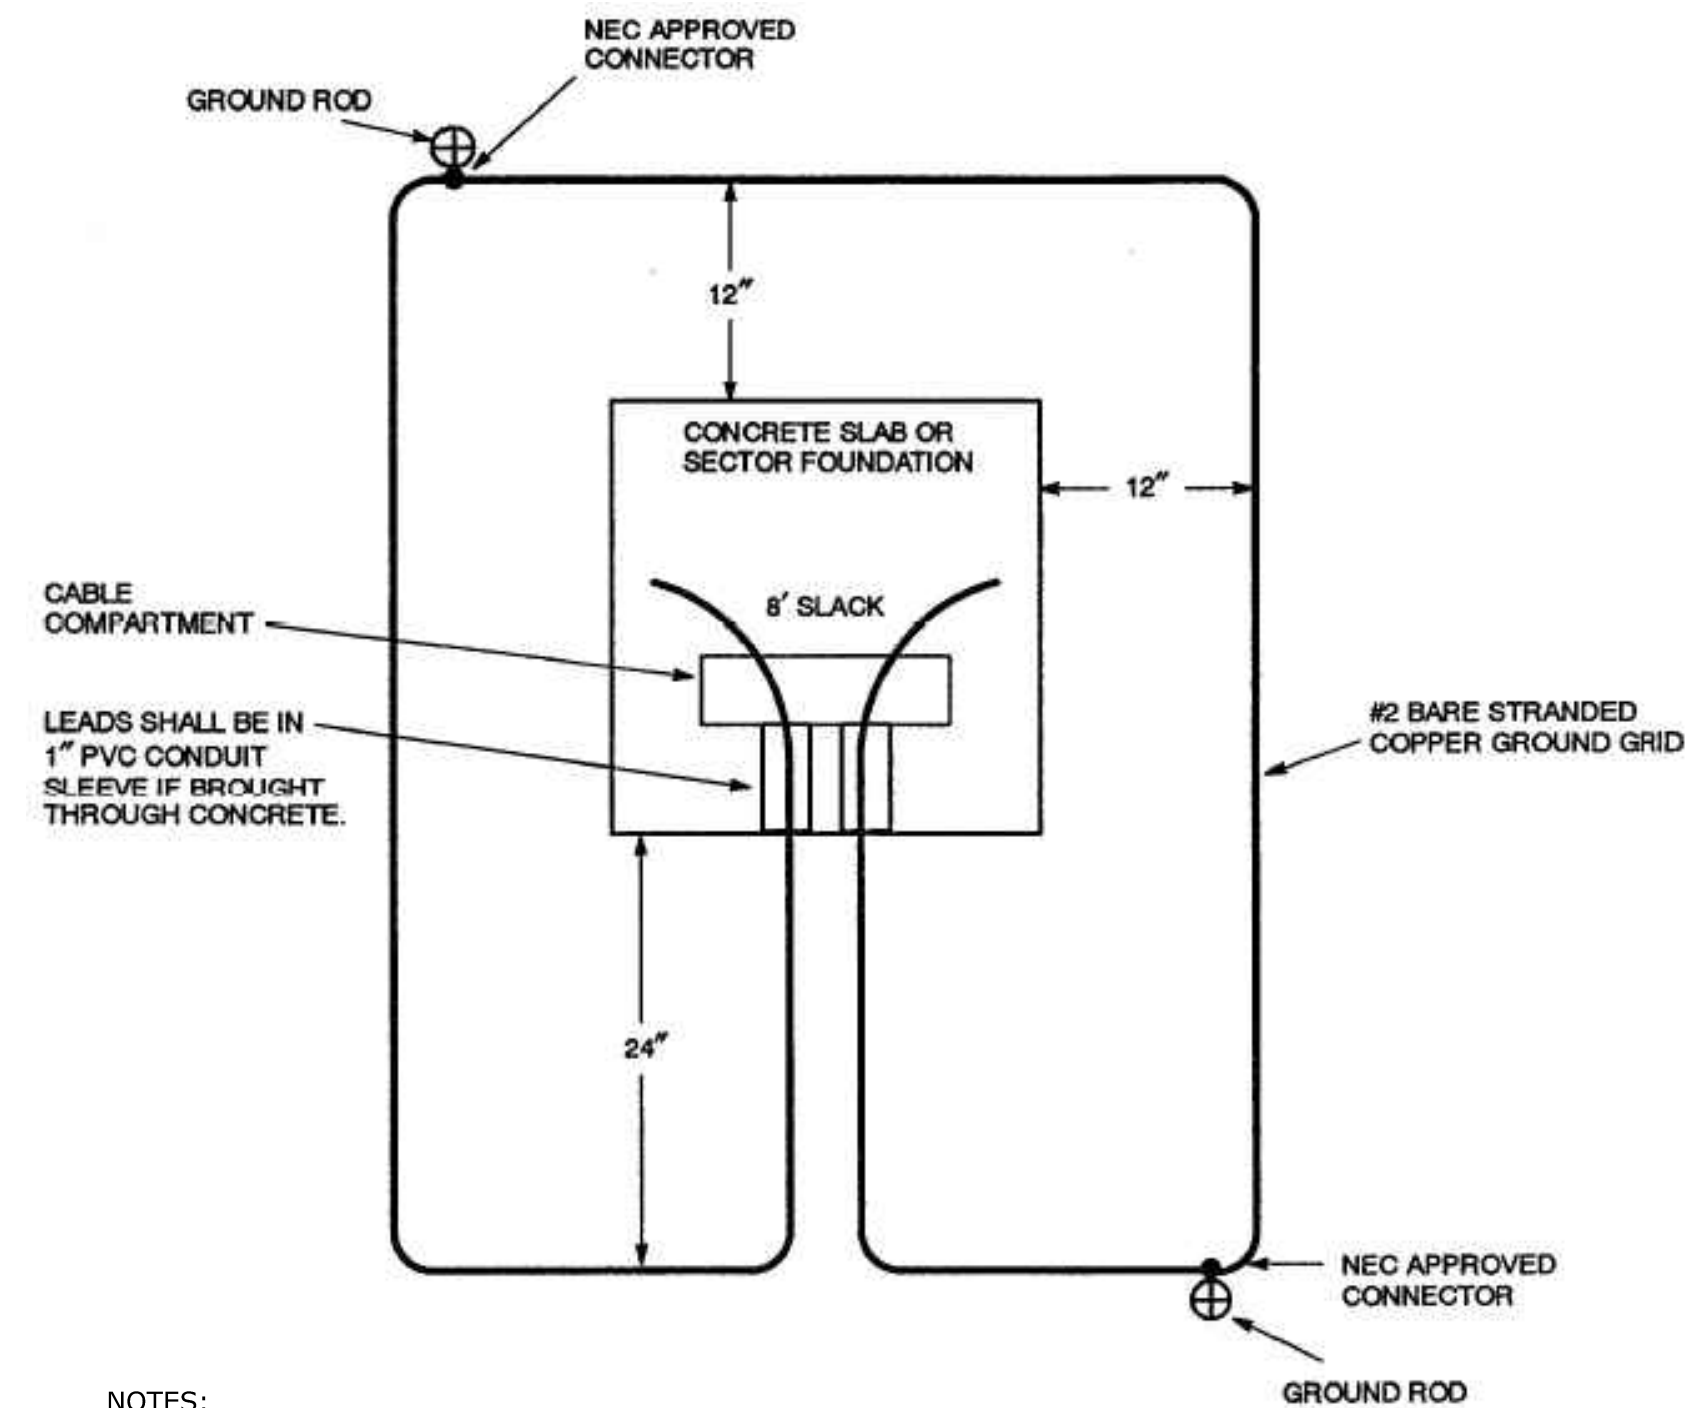 NEC APPROVED
CONNECTOR
GROUND ROD
12"
CONCRETE SLAB OR
SECTOR FOUNDATION
12"
CABLE
COMPARTMENT
8' SLACK
LEADS SHALL BE IN
1" PVC CONDUIT
SLEEVE IF BROUGHT
THROUGH CONCRETE.
#2 BARE STRANDED
COPPER GROUND GRID
24"
NEC APPROVED
CONNECTOR
GROUND ROD
NOTES: